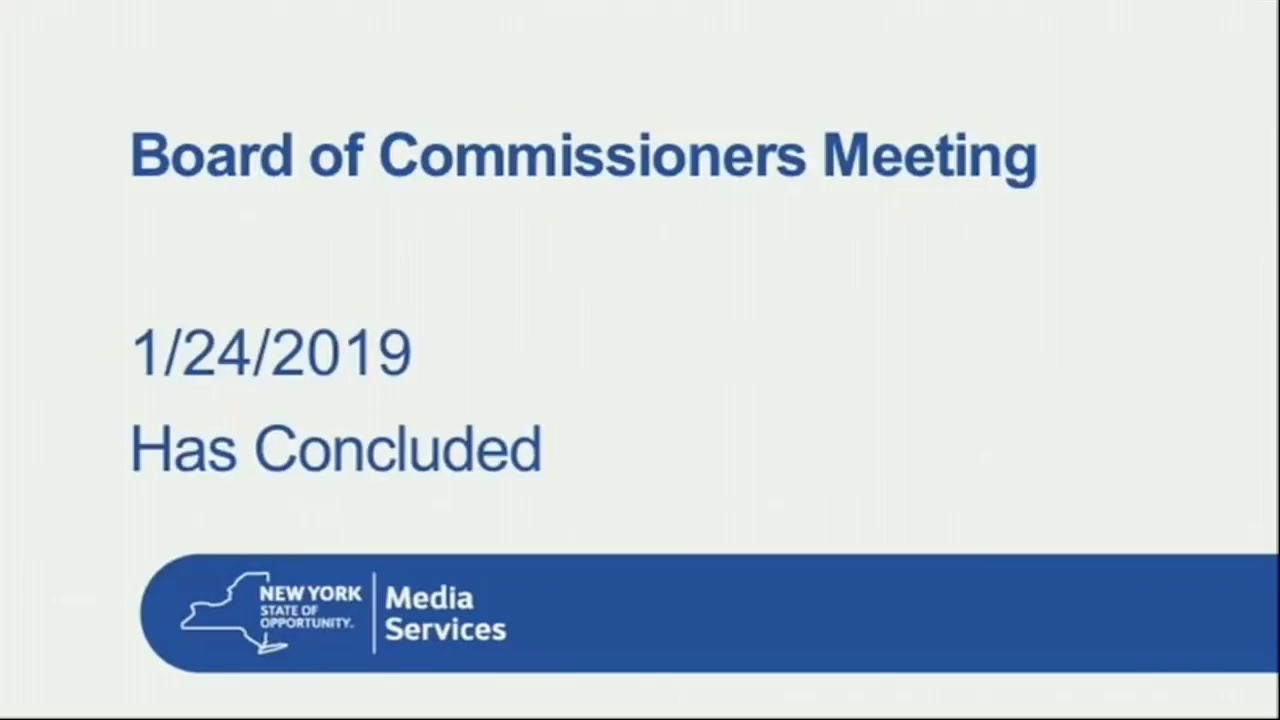 Board of Commissioners Meeting
1/24/2019
Has Concluded
NEW YORK
STATE OF
OPPORTUNITY.
Media
Services